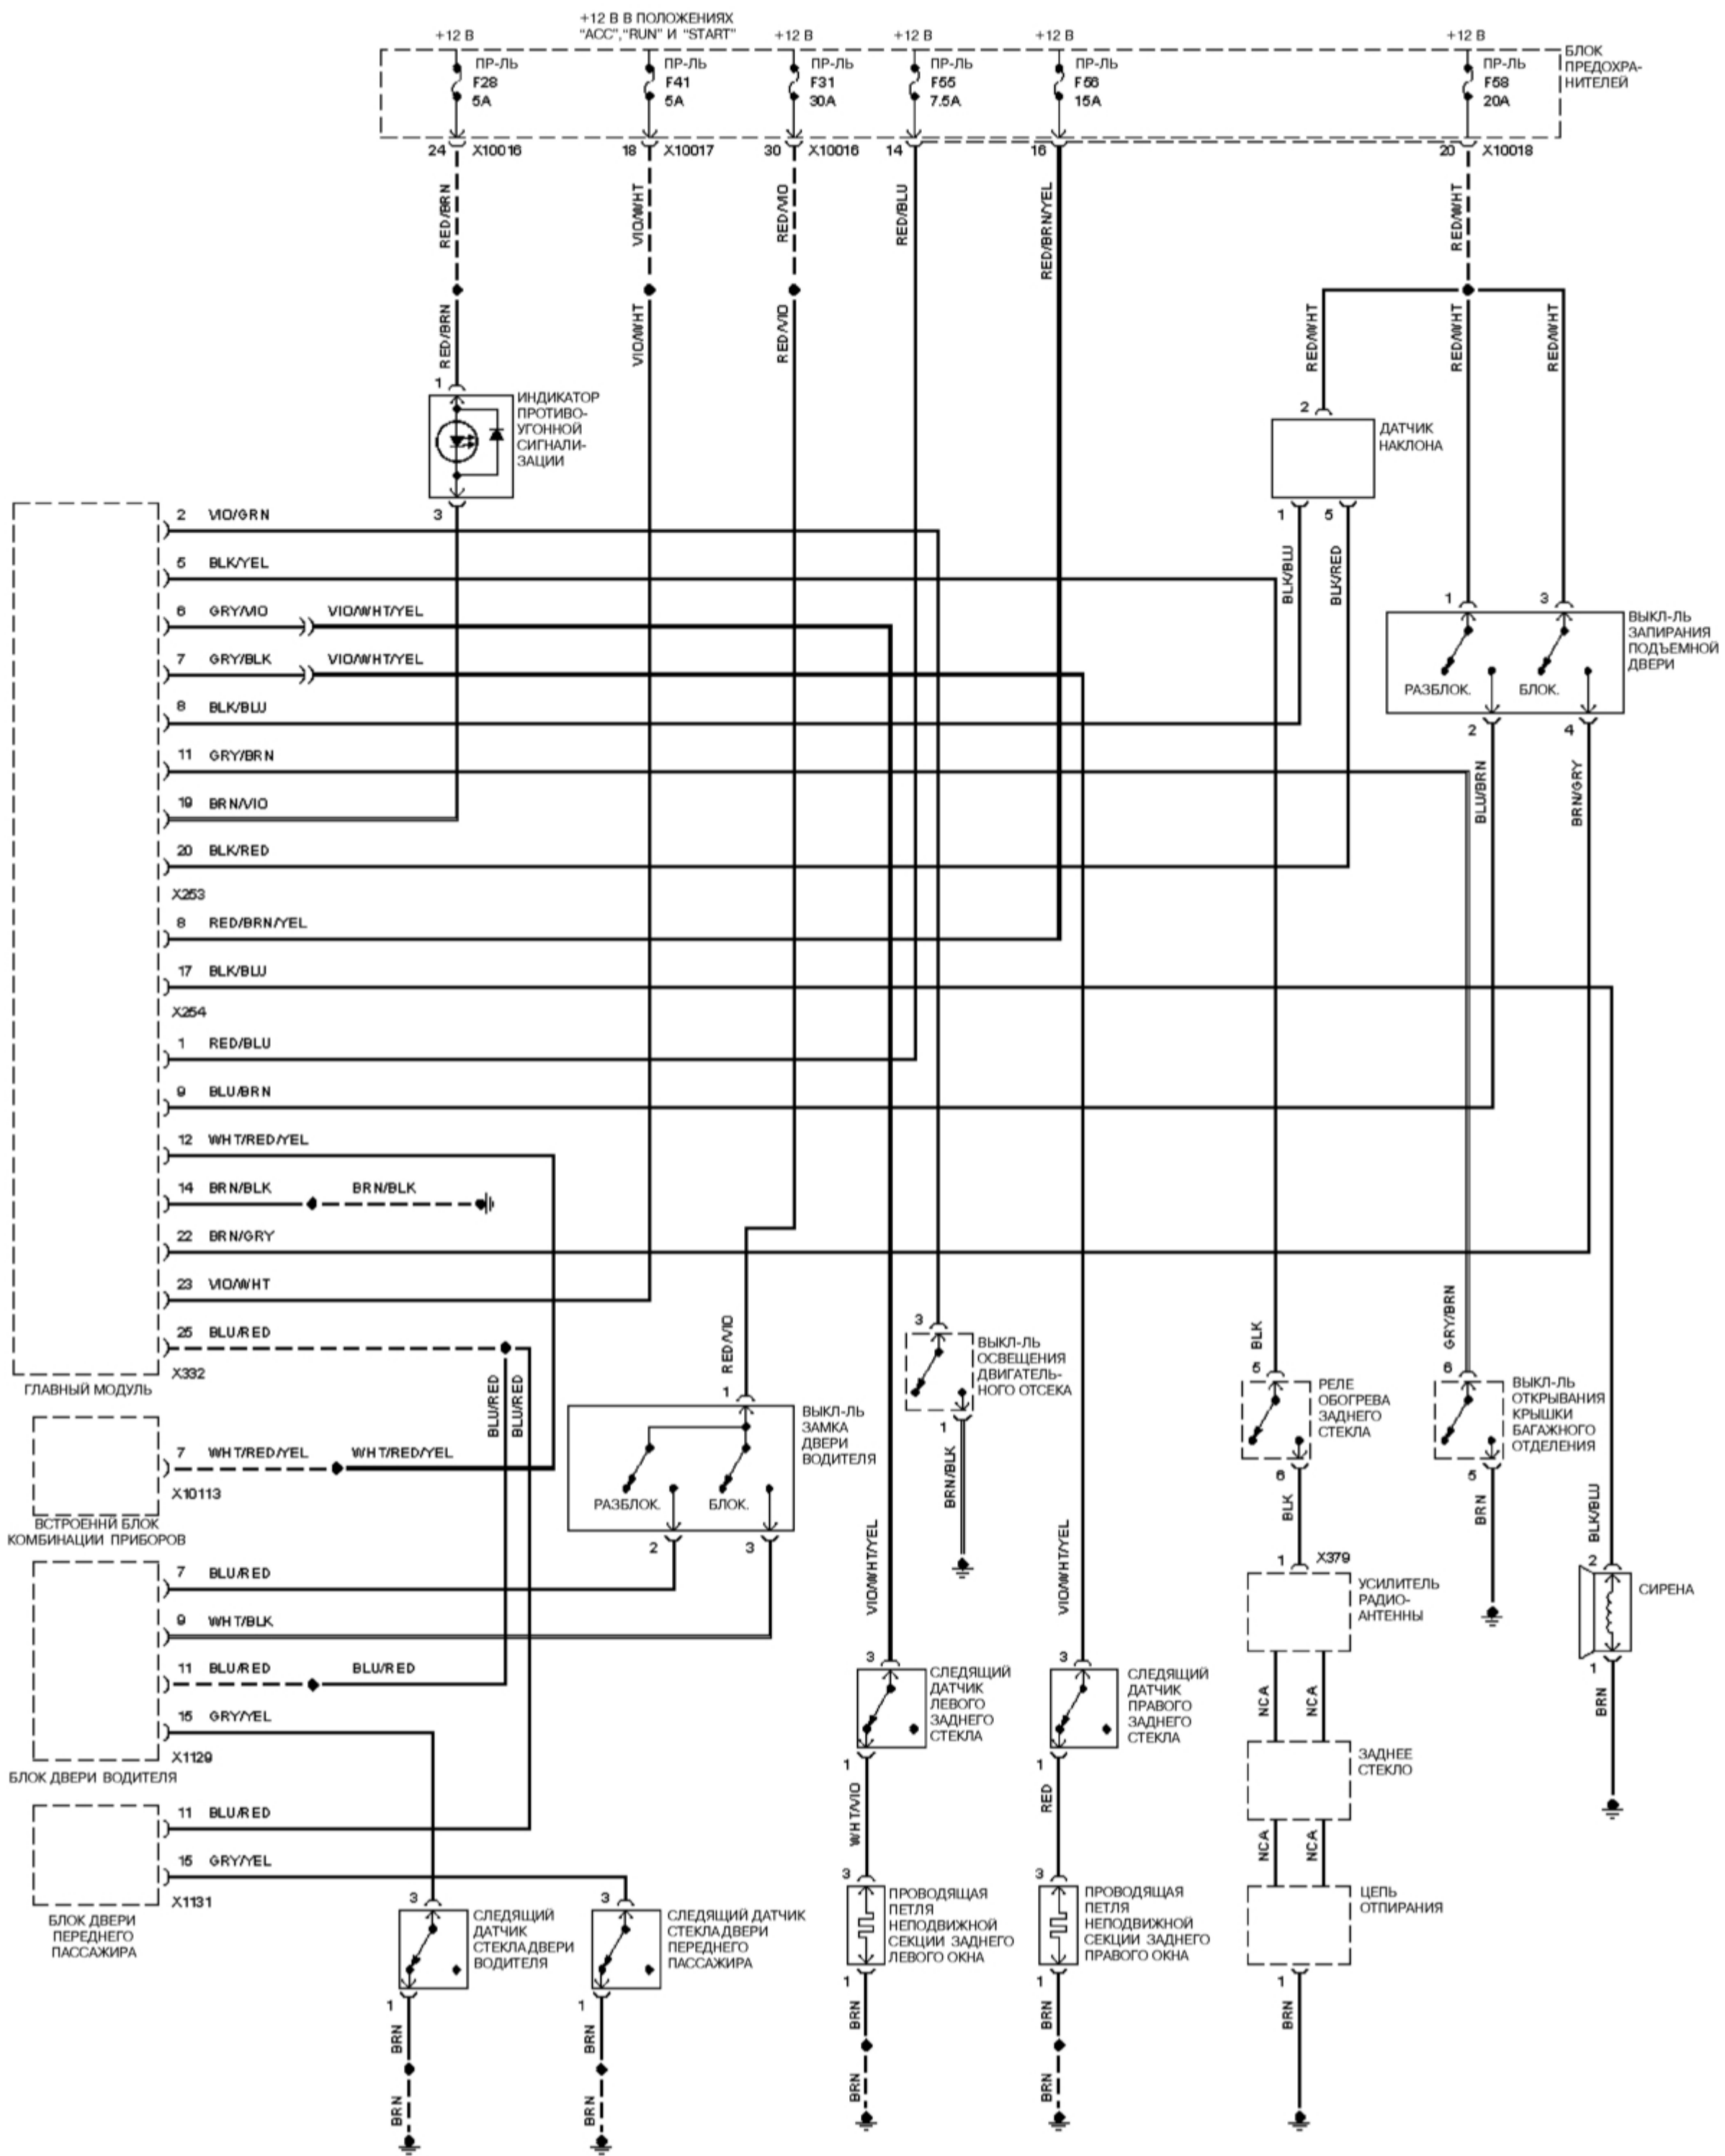 +12 В В ПОЛОЖЕНИЯХ
"ACC","RUN" И "START"
+12 В
+12 В
+12 В
+12 В
+12 В
ПР-ЛЬ
F28
5A
ПР-ЛЬ
F41
5A
ПР-ЛЬ
F31
30A
ПР-ЛЬ
F55
7.5A
ПР-ЛЬ
F56
15A
ПР-ЛЬ
F58
20A
БЛОК
ПРЕДОХРА-
НИТЕЛЕЙ
24 X10016
18 X10017
30 X10016
14
16
20 X10018
RED/BRN
VIO/WHT
RED/VIO
RED/BLU
RED/BRN/YEL
RED/WHT
RED/BRN
VIO/WHT
RED/VIO
RED/WHT
RED/WHT
RED/WHT
1
ИНДИКАТОР
ПРОТИВО-
УГОННОЙ
СИГНАЛИ-
ЗАЦИИ
3
2
ДАТЧИК
НАКЛОНА
1 5
BLK/BLU
BLK/RED
1 3
ВЫКЛ-ЛЬ
ЗАПИРАНИЯ
ПОДЪЕМНОЙ
ДВЕРИ
РАЗБЛОК.
БЛОК.
2 4
BLU/BRN
BRN/GRY
2 VIO/GRN
5 BLK/YEL
6 GRY/VIO VIO/WHT/YEL
7 GRY/BLK VIO/WHT/YEL
8 BLK/BLU
11 GRY/BRN
19 BRN/VIO
20 BLK/RED
X253
8 RED/BRN/YEL
17 BLK/BLU
X254
1 RED/BLU
9 BLU/BRN
12 WHT/RED/YEL
14 BRN/BLK BRN/BLK
22 BRN/GRY
23 VIO/WHT
25 BLU/RED
X332
ГЛАВНЫЙ МОДУЛЬ
BLU/RED
BLU/RED
7 WHT/RED/YEL WHT/RED/YEL
X10113
ВСТРОЕННИ БЛОК
КОМБИНАЦИИ ПРИБОРОВ
7 BLU/RED
9 WHT/BLK
11 BLU/RED BLU/RED
15 GRY/YEL
X1129
БЛОК ДВЕРИ ВОДИТЕЛЯ
11 BLU/RED
15 GRY/YEL
X1131
БЛОК ДВЕРИ
ПЕРЕДНЕГО
ПАССАЖИРА
RED/VIO
1
ВЫКЛ-ЛЬ
ЗАМКА
ДВЕРИ
ВОДИТЕЛЯ
РАЗБЛОК.
БЛОК.
2 3
3
ВЫКЛ-ЛЬ
ОСВЕЩЕНИЯ
ДВИГАТЕЛЬ-
НОГО ОТСЕКА
1
BRN/BLK
BLK
5
РЕЛЕ
ОБОГРЕВА
ЗАДНЕГО
СТЕКЛА
6
BLK
GRY/BRN
6
ВЫКЛ-ЛЬ
ОТКРЫВАНИЯ
КРЫШКИ
БАГАЖНОГО
ОТДЕЛЕНИЯ
5
BRN
BLK/BLU
2
СИРЕНА
1
BRN
1 X379
УСИЛИТЕЛЬ
РАДИО-
АНТЕННЫ
NCA
NCA
ЗАДНЕЕ
СТЕКЛО
NCA
NCA
ЦЕПЬ
ОТПИРАНИЯ
1
BRN
VIO/WHT/YEL
3
СЛЕДЯЩИЙ
ДАТЧИК
ЛЕВОГО
ЗАДНЕГО
СТЕКЛА
1
WHT/VIO
3
ПРОВОДЯЩАЯ
ПЕТЛЯ
НЕПОДВИЖНОЙ
СЕКЦИИ ЗАДНЕГО
ЛЕВОГО ОКНА
1
BRN
BRN
VIO/WHT/YEL
3
СЛЕДЯЩИЙ
ДАТЧИК
ПРАВОГО
ЗАДНЕГО
СТЕКЛА
1
RED
3
ПРОВОДЯЩАЯ
ПЕТЛЯ
НЕПОДВИЖНОЙ
СЕКЦИИ ЗАДНЕГО
ПРАВОГО ОКНА
1
BRN
BRN
3
СЛЕДЯЩИЙ
ДАТЧИК
СТЕКЛАДВЕРИ
ВОДИТЕЛЯ
1
BRN
BRN
3
СЛЕДЯЩИЙ ДАТЧИК
СТЕКЛАДВЕРИ
ПЕРЕДНЕГО
ПАССАЖИРА
1
BRN
BRN